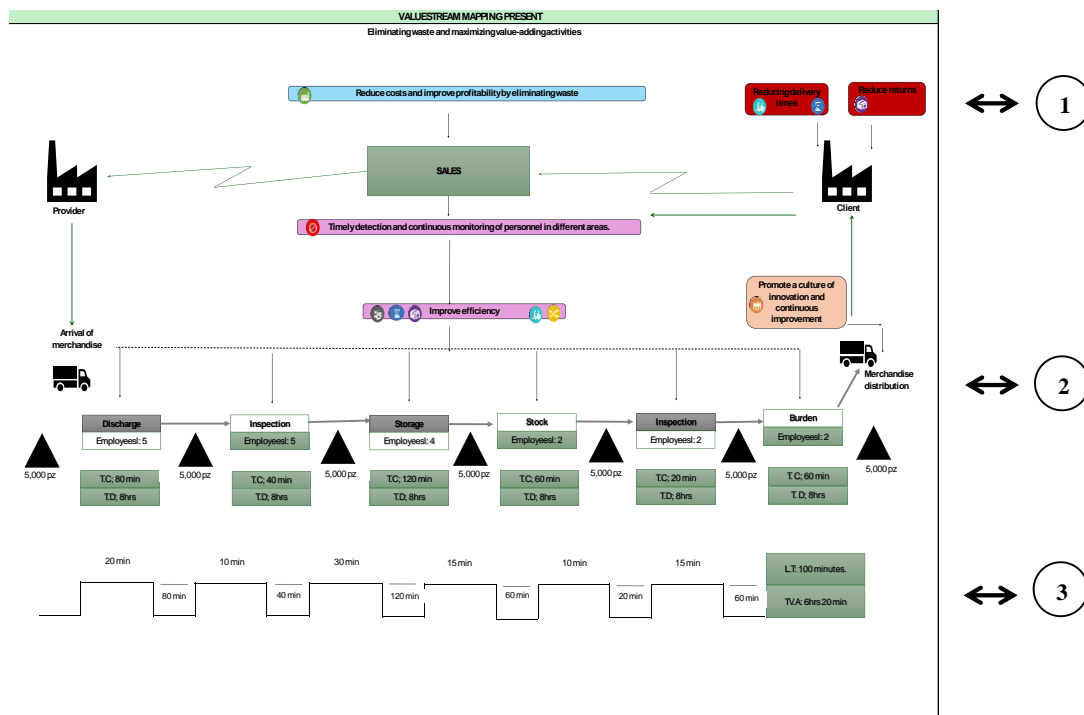 VALUESTREAM MAPPING PRESENT
Eliminating waste and maximizing value-adding activities
Reduce costs and improve profitability by eliminating waste
Reducing delivery
times
Reduce returns
1
SALES
Provider
Client
Timely detection and continuous monitoring of personnel in different areas.
Promote a culture of
innovation and
continuous
improvement
Improve efficiency
Arrival of
merchandise
Merchandise
distribution
2
Discharge
Inspection
Storage
Stock
Inspection
Burden
Employeesl: 5
Employeesl: 5
Employeesl: 4
Employeesl: 2
Employeesl: 2
Employeesl: 2
5,000 pz
5,000 pz
5,000 pz
5,000 pz
5,000 pz
5,000 pz
5,000 pz
T.C; 80 min
T.C; 40 min
T.C; 120 min
T.C; 60 min
T.C; 20 min
T. C; 60 min
T.D; 8hrs
T.D; 8hrs
T.D; 8hrs
T.D; 8hrs
T.D; 8hrs
T. D; 8hrs
20 min
10 min
30 min
15 min
10 min
15 min
L.T: 100 minutes.
80 min
40 min
120 min
60 min
20 min
60 min
TV.A: 6hrs 20 min
3